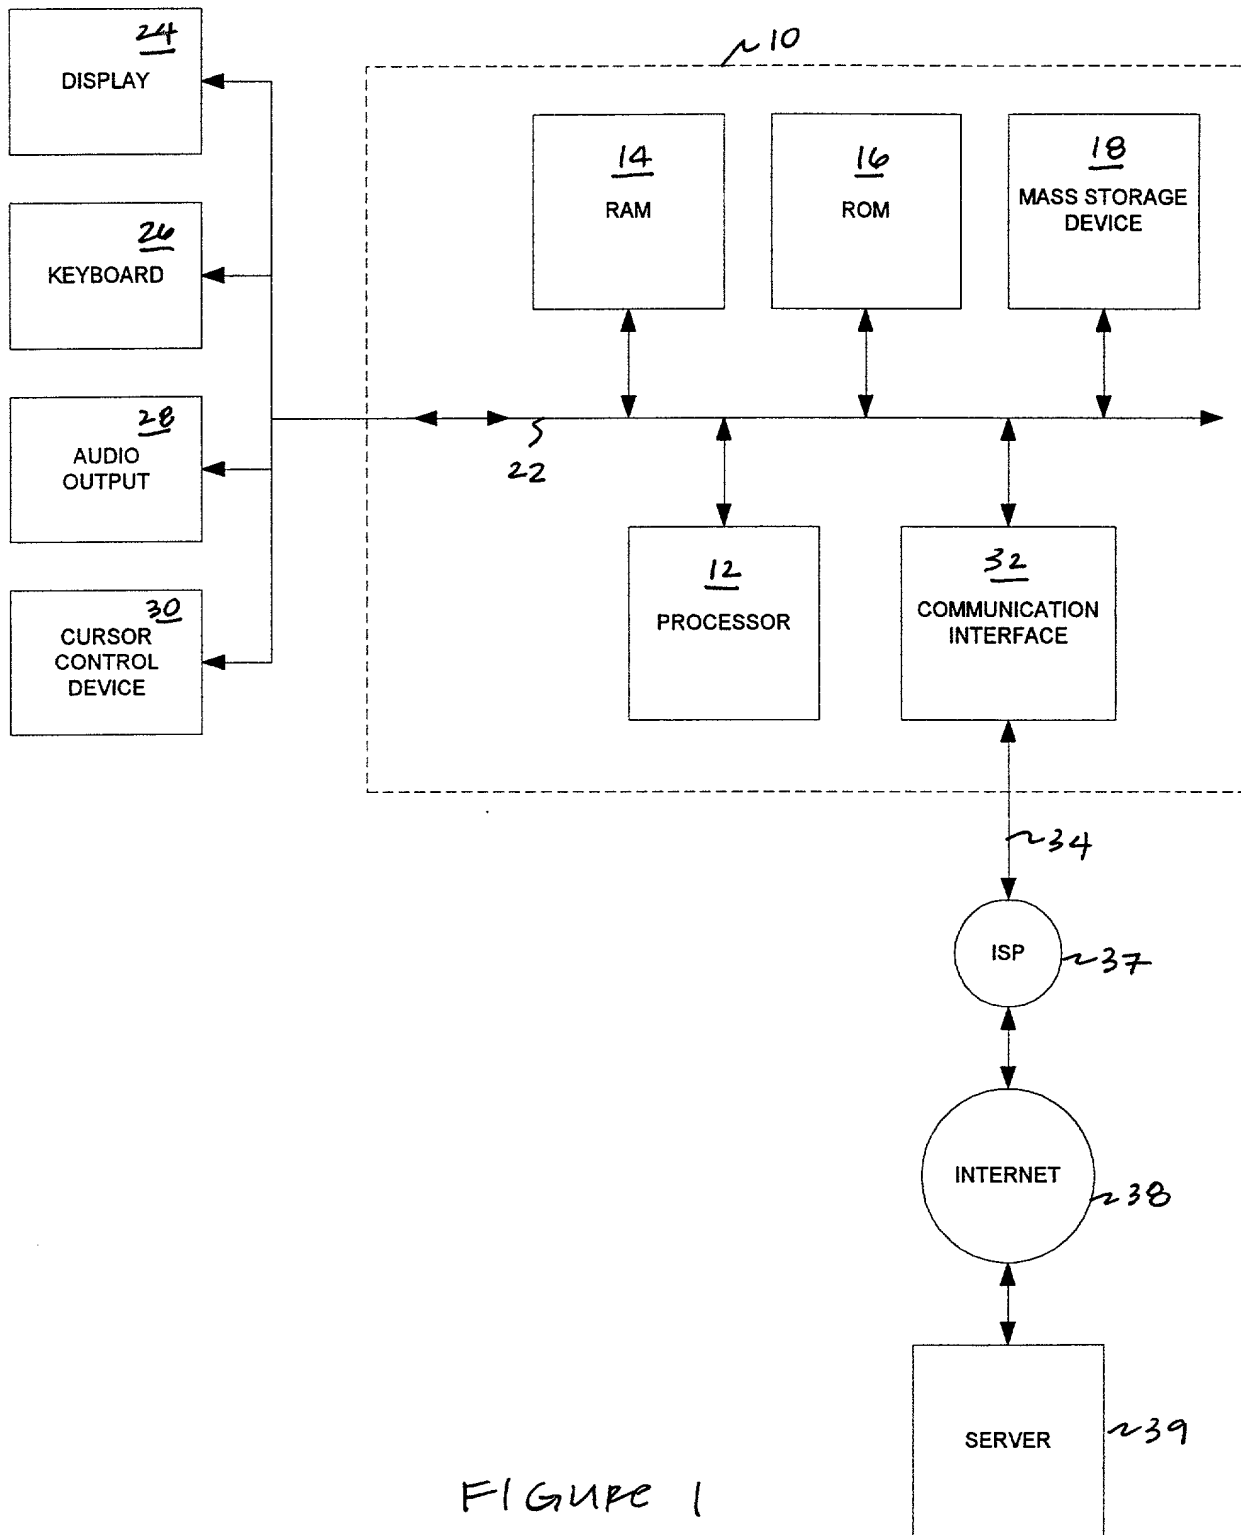 10
24
DISPLAY
26
KEYBOARD
28
AUDIO
OUTPUT
30
CURSOR
CONTROL
DEVICE
14
RAM
16
ROM
18
MASS STORAGE
DEVICE
22
12
PROCESSOR
32
COMMUNICATION
INTERFACE
34
ISP
37
INTERNET
38
SERVER
39
FIGURE 1